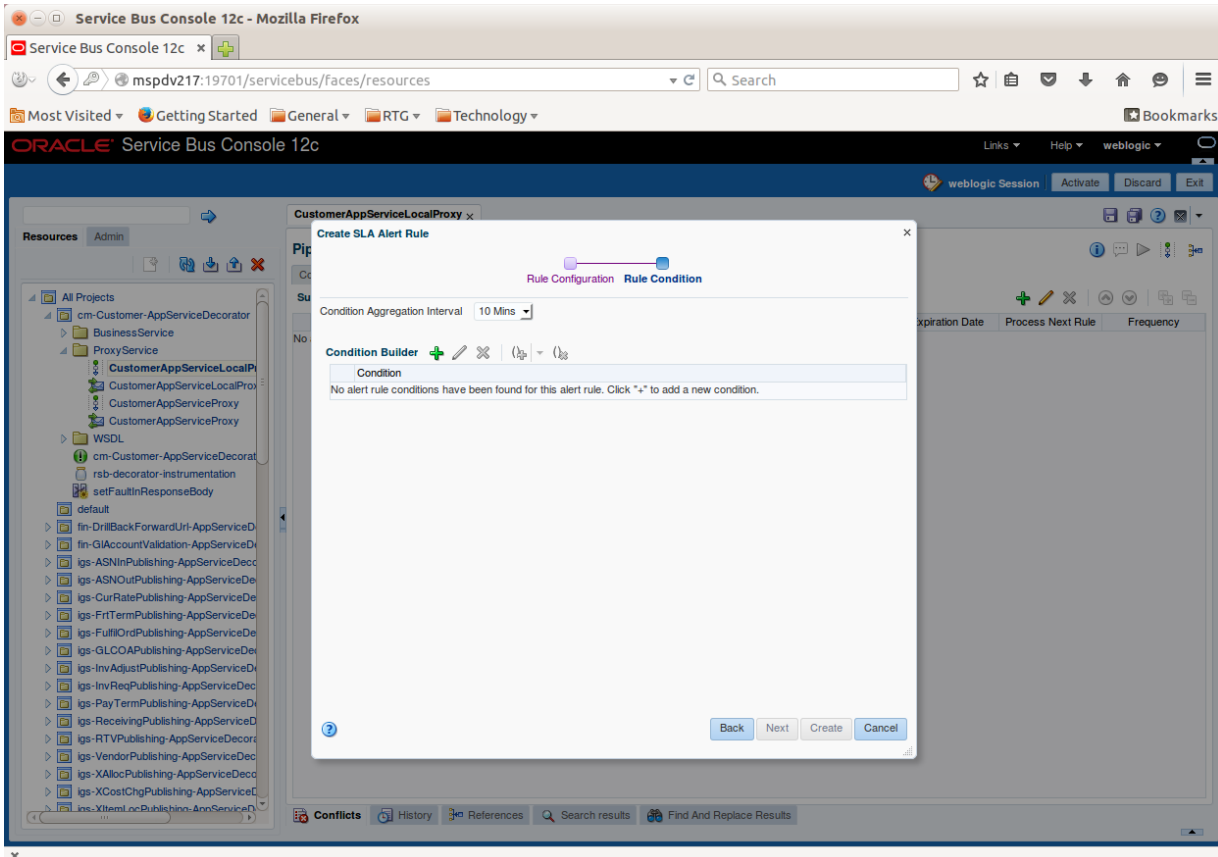 Service Bus Console 12c - Mozilla Firefox
Service Bus Console 12c
mspdv217:19701/servicebus/faces/resources
Search
Most Visited
Getting Started
General
RTG
Technology
Bookmarks
ORACLE Service Bus Console 12c
Links
Help
weblogic
weblogic Session
Activate
Discard
Exit
CustomerAppServiceLocalProxy
Resources
Admin
Create SLA Alert Rule
Rule Configuration
Rule Condition
Condition Aggregation Interval
10 Mins
Expiration Date
Process Next Rule
Frequency
Condition Builder
Condition
No alert rule conditions have been found for this alert rule. Click "+" to add a new condition.
All Projects
cm-Customer-AppServiceDecorator
BusinessService
ProxyService
CustomerAppServiceLocalPr
CustomerAppServiceLocalProx
CustomerAppServiceProxy
CustomerAppServiceProxy
WSDL
cm-Customer-AppServiceDecorat
rsb-decorator-instrumentation
setFaultInResponseBody
default
fin-DrillBackForwardUrl-AppServiceD
fin-GlAccountValidation-AppServiceDe
igs-ASNInPublishing-AppServiceDeco
igs-ASNOutPublishing-AppServiceDe
igs-CurRatePublishing-AppServiceDe
igs-FrtTermPublishing-AppServiceDe
igs-FulfilOrdPublishing-AppServiceDe
igs-GLCOAPublishing-AppServiceDe
igs-InvAdjustPublishing-AppServiceDe
igs-InvReqPublishing-AppServiceDec
igs-PayTermPublishing-AppServiceDe
igs-ReceivingPublishing-AppServiceD
igs-RTVPublishing-AppServiceDecora
igs-VendorPublishing-AppServiceDec
igs-XAllocPublishing-AppServiceDeco
igs-XCostChgPublishing-AppServiceD
igs-XItemLocPublishing-AppServiceD
Back
Next
Create
Cancel
Conflicts
History
References
Search results
Find And Replace Results